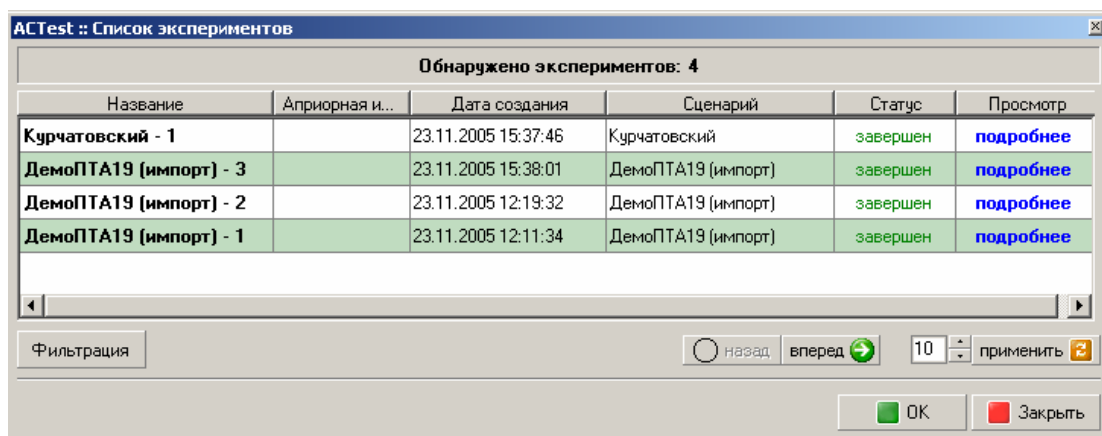 ACTest :: Список экспериментов
Обнаружено экспериментов: 4
Название Априорная и... Дата создания Сценарий Статус Просмотр
Курчатовский - 1 23.11.2005 15:37:46 Курчатовский завершен подробнее
ДемоПТА19 (импорт) - 3 23.11.2005 15:38:01 ДемоПТА19 (импорт) завершен подробнее
ДемоПТА19 (импорт) - 2 23.11.2005 12:19:32 ДемоПТА19 (импорт) завершен подробнее
ДемоПТА19 (импорт) - 1 23.11.2005 12:11:34 ДемоПТА19 (импорт) завершен подробнее
Фильтрация назад вперед 10 применить
OK Закрыть